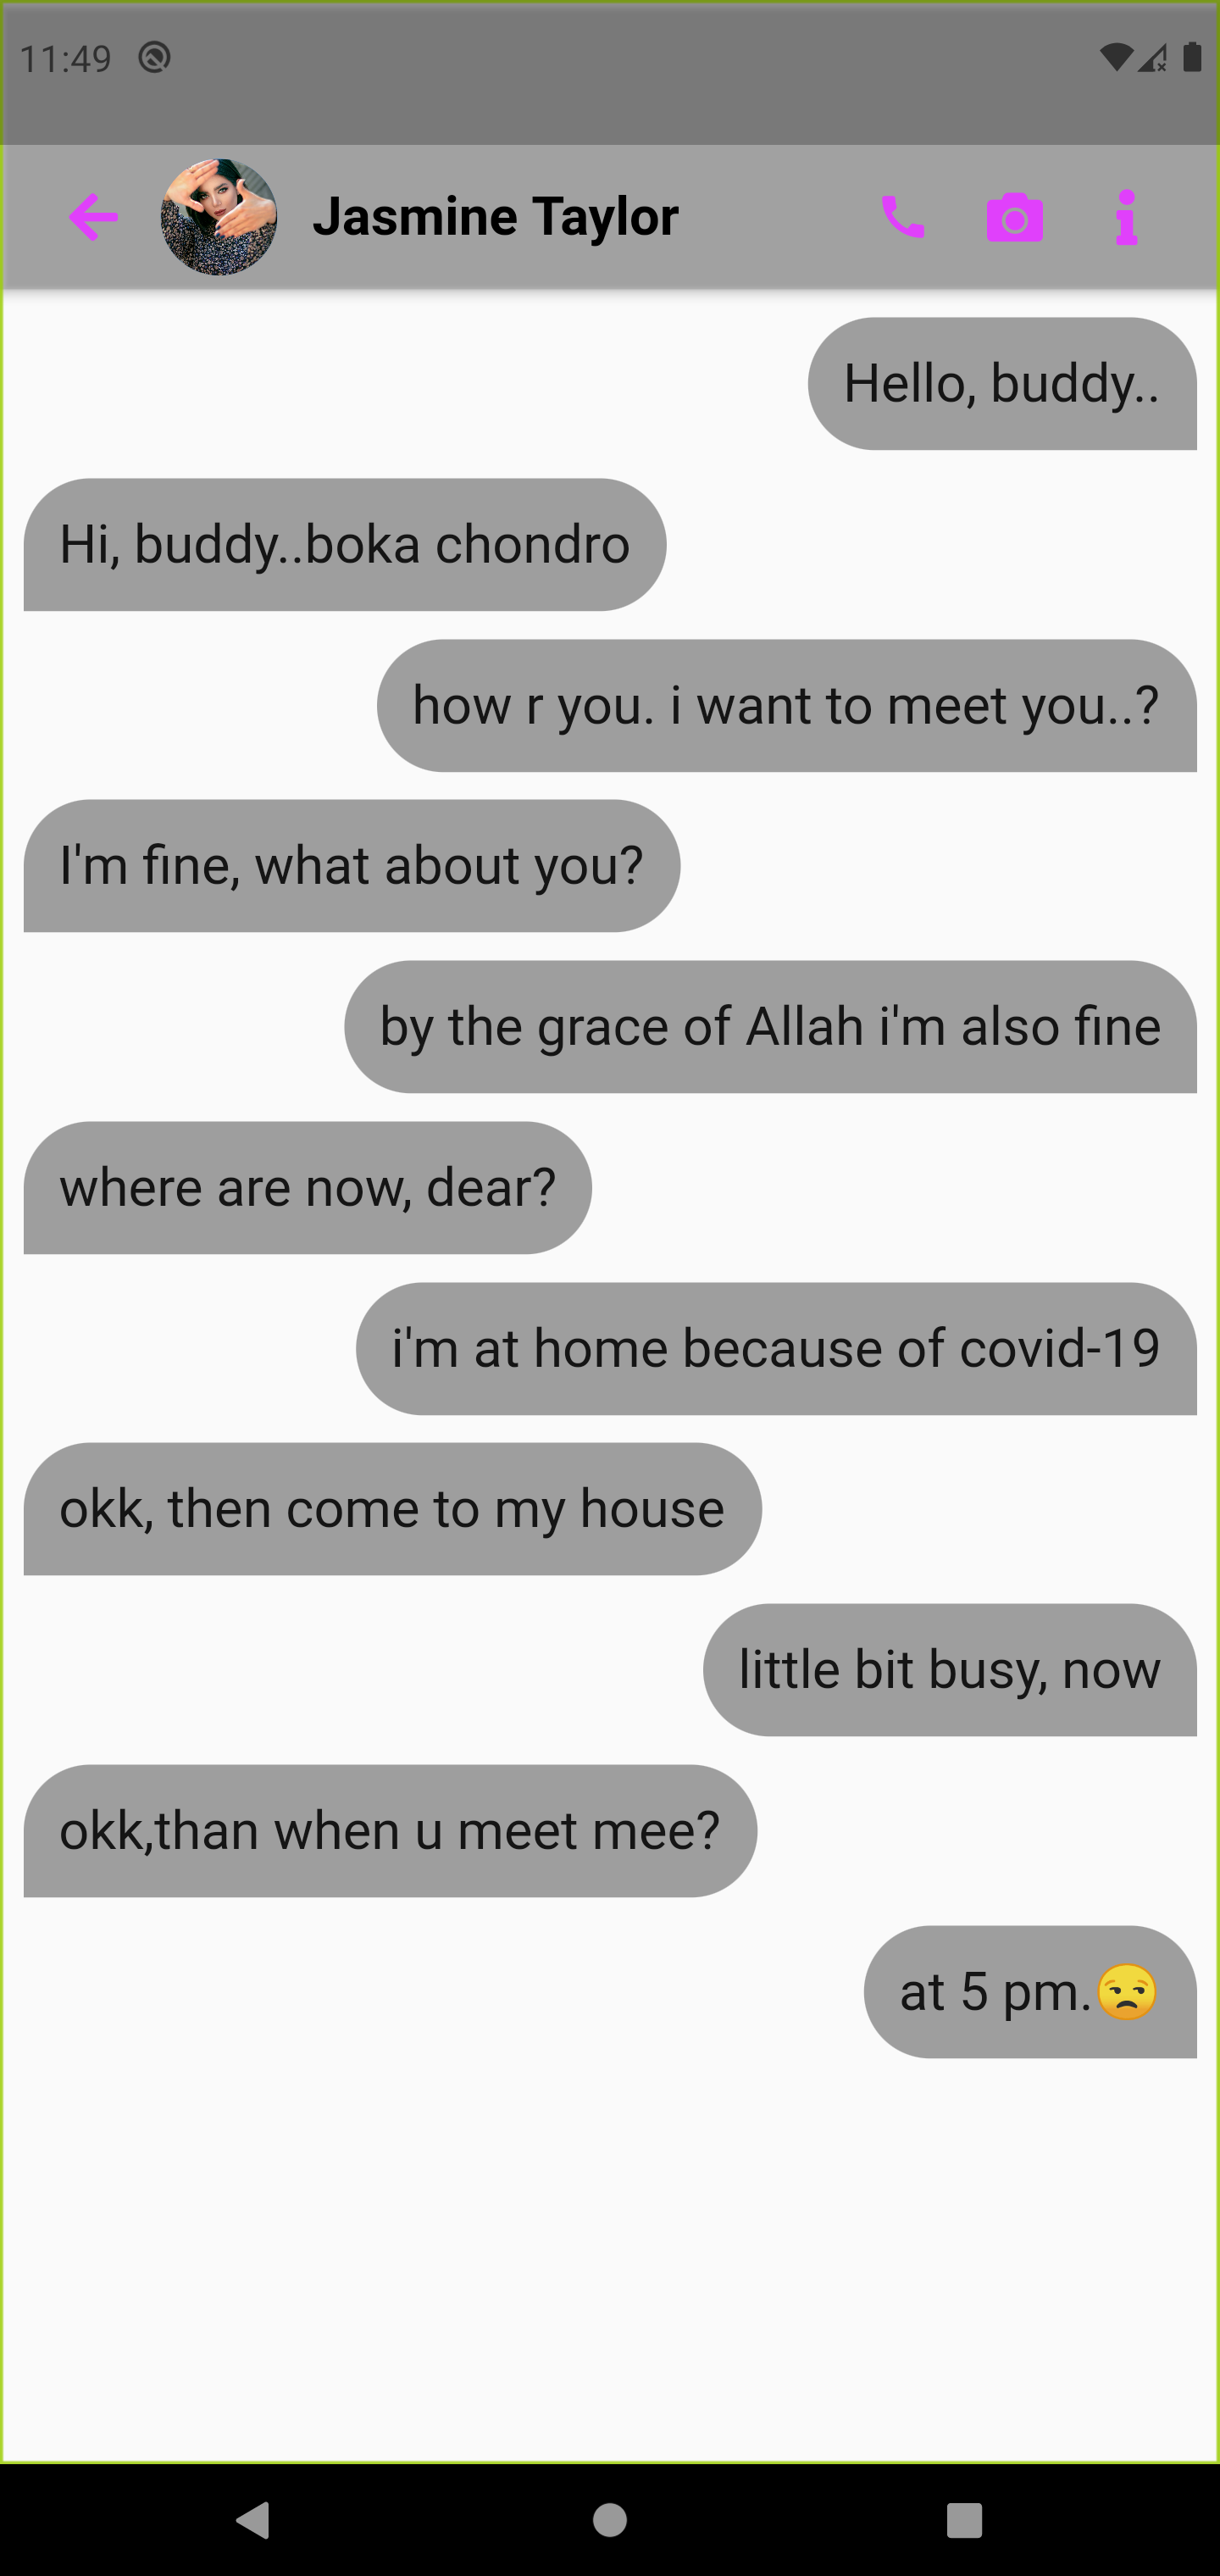 11:49
Jasmine Taylor
Hello, buddy..
Hi, buddy..boka chondro
how r you. i want to meet you..?
I'm fine, what about you?
by the grace of Allah i'm also fine
where are now, dear?
i'm at home because of covid-19
okk, then come to my house
little bit busy, now
okk,than when u meet mee?
at 5 pm.😒